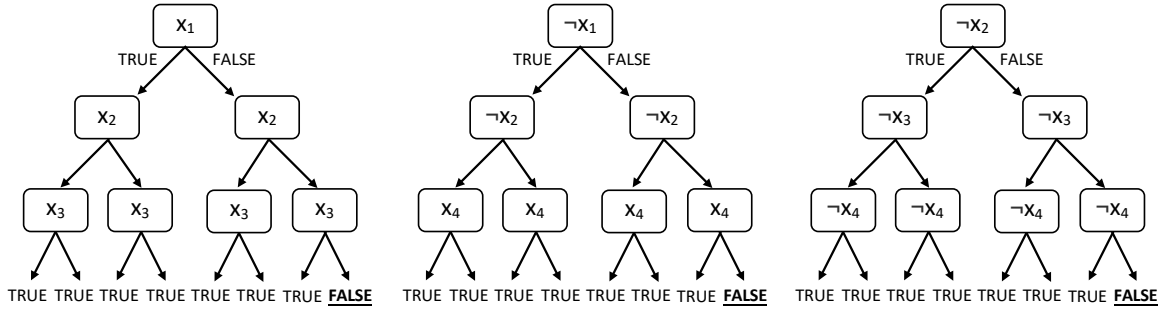 x₁ ¬x₁ ¬x₂
TRUE FALSE TRUE FALSE TRUE FALSE
x₂ x₂ ¬x₂ ¬x₂ ¬x₃ ¬x₃
x₃ x₃ x₃ x₃ x₄ x₄ x₄ x₄ ¬x₄ ¬x₄ ¬x₄ ¬x₄
TRUE TRUE TRUE TRUE TRUE TRUE TRUE FALSE TRUE TRUE TRUE TRUE TRUE TRUE TRUE FALSE TRUE TRUE TRUE TRUE TRUE TRUE TRUE FALSE